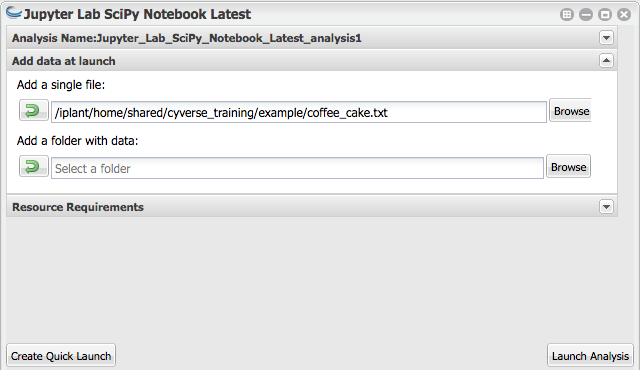 Jupyter Lab SciPy Notebook Latest
Analysis Name:Jupyter_Lab_SciPy_Notebook_Latest_analysis1
Add data at launch
Add a single file:
/iplant/home/shared/cyverse_training/example/coffee_cake.txt Browse
Add a folder with data:
Select a folder Browse
Resource Requirements
Create Quick Launch Launch Analysis